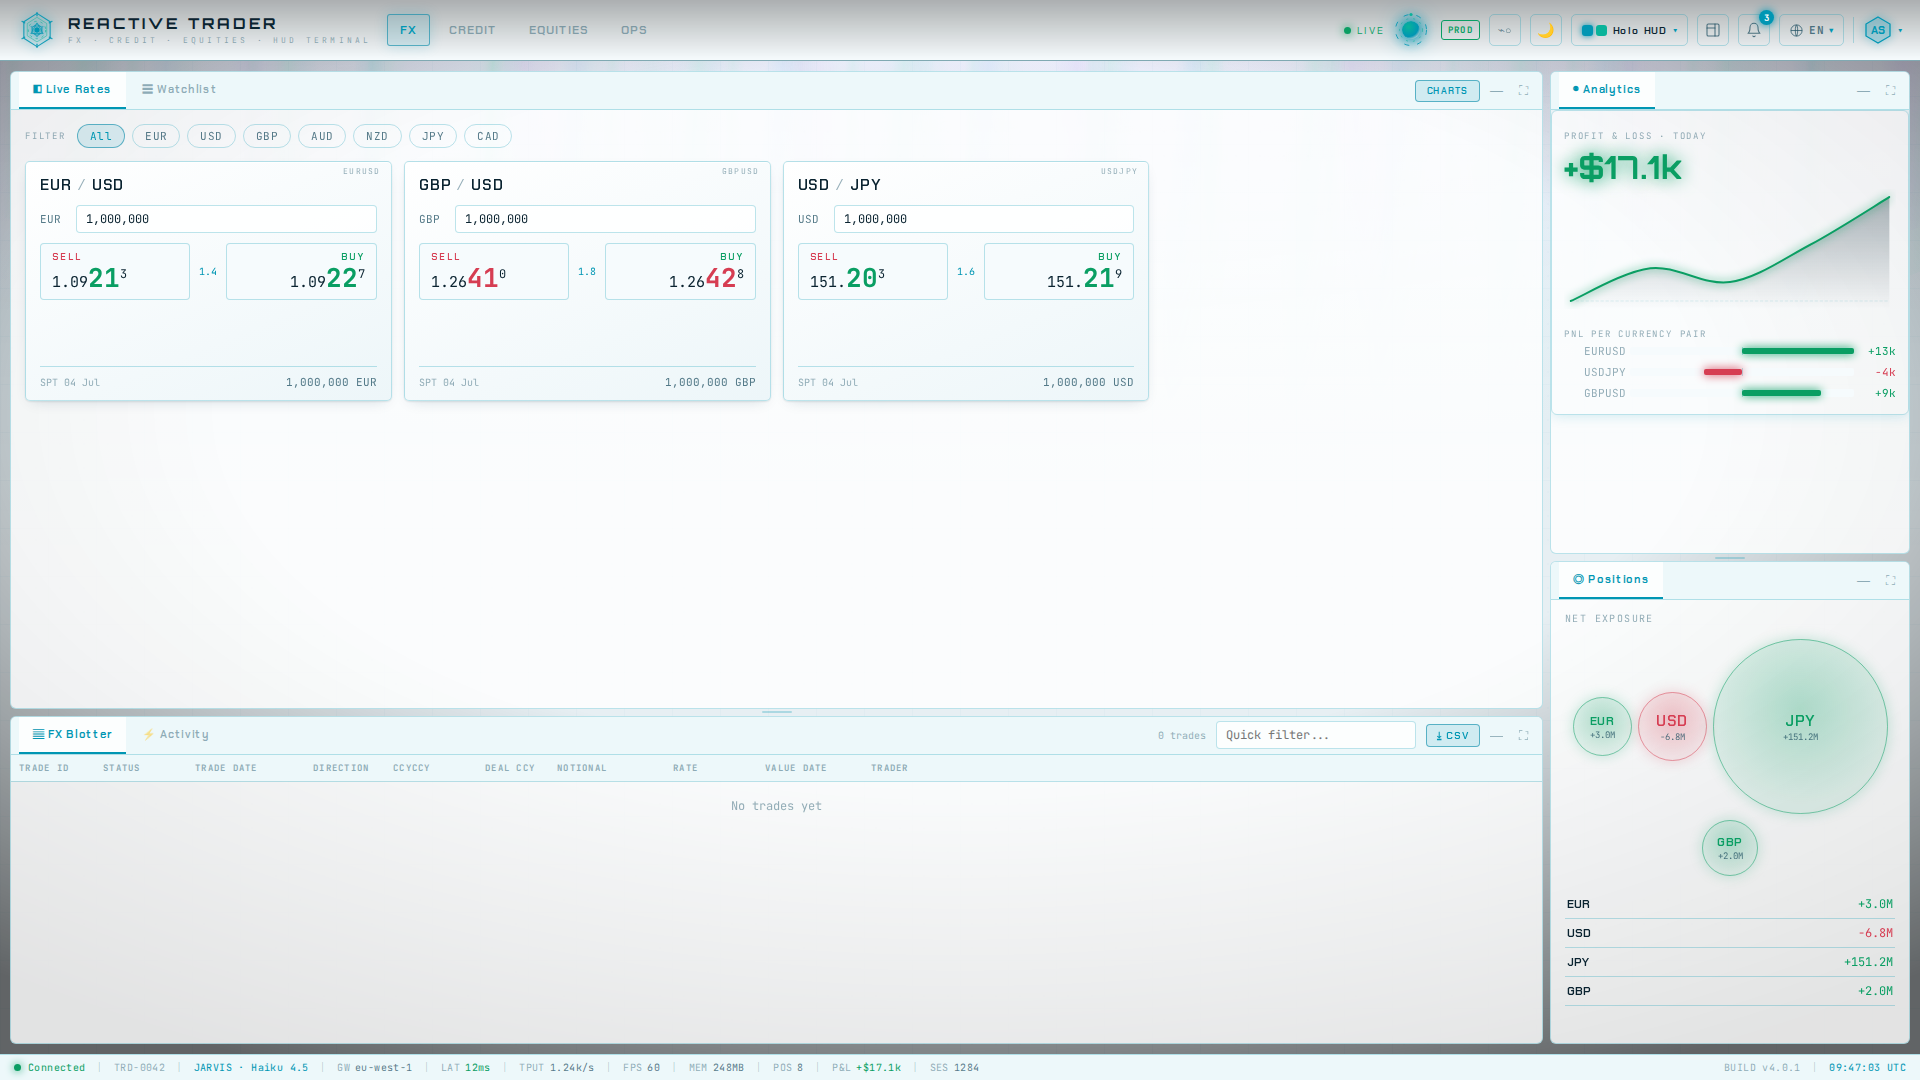 REACTIVE TRADER
FX · CREDIT · EQUITIES · HUD TERMINAL
FX CREDIT EQUITIES OPS
LIVE PROD Holo HUD 3 EN AS
Live Rates Watchlist CHARTS
FILTER All EUR USD GBP AUD NZD JPY CAD
EUR / USD EURUSD
EUR 1,000,000
SELL BUY
1.09213 1.4 1.09227
SPT 04 Jul 1,000,000 EUR
GBP / USD GBPUSD
GBP 1,000,000
SELL BUY
1.26410 1.8 1.26428
SPT 04 Jul 1,000,000 GBP
USD / JPY USDJPY
USD 1,000,000
SELL BUY
151.203 1.6 151.219
SPT 04 Jul 1,000,000 USD
Analytics
PROFIT & LOSS · TODAY
+$17.1k
PNL PER CURRENCY PAIR
EURUSD +13k
USDJPY -4k
GBPUSD +9k
Positions
NET EXPOSURE
EUR
+3.0M
USD
-6.8M
JPY
+151.2M
GBP
+2.0M
EUR +3.0M
USD -6.8M
JPY +151.2M
GBP +2.0M
FX Blotter Activity 0 trades Quick filter... CSV
TRADE ID STATUS TRADE DATE DIRECTION CCYCCY DEAL CCY NOTIONAL RATE VALUE DATE TRADER
No trades yet
Connected TRD-0042 JARVIS · Haiku 4.5 GW eu-west-1 LAT 12ms TPUT 1.24k/s FPS 60 MEM 248MB POS 8 P&L +$17.1k SES 1284 BUILD v4.0.1 09:47:03 UTC